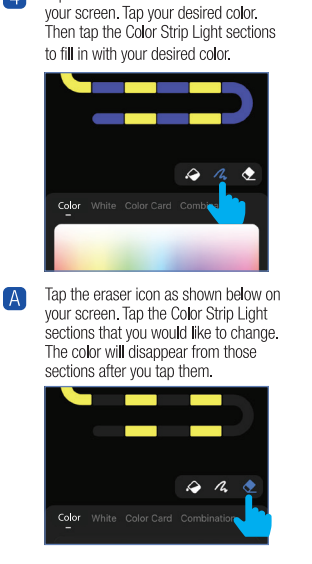 your screen. Tap your desired color.
Then tap the Color Strip Light sections
to fill in with your desired color.
Color White Color Card
A
Tap the eraser icon as shown below on
your screen. Tap the Color Strip Light
sections that you would like to change.
The color will disappear from those
sections after you tap them.
Color White Color Card Combination